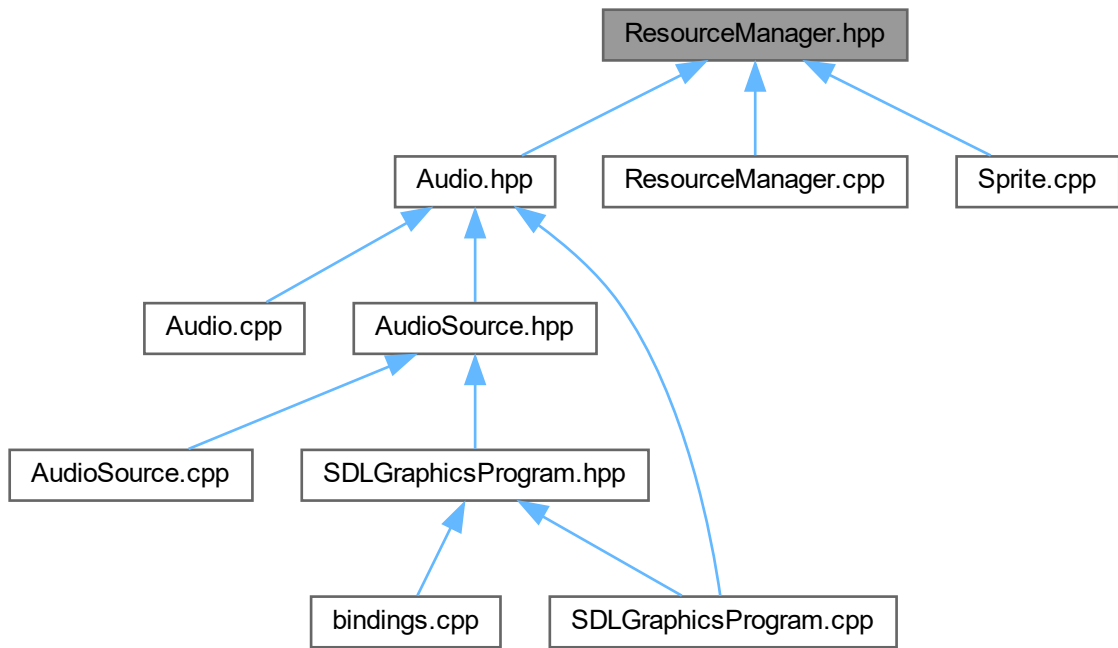 ResourceManager.hpp
Audio.hpp
ResourceManager.cpp
Sprite.cpp
Audio.cpp
AudioSource.hpp
AudioSource.cpp
SDLGraphicsProgram.hpp
bindings.cpp
SDLGraphicsProgram.cpp